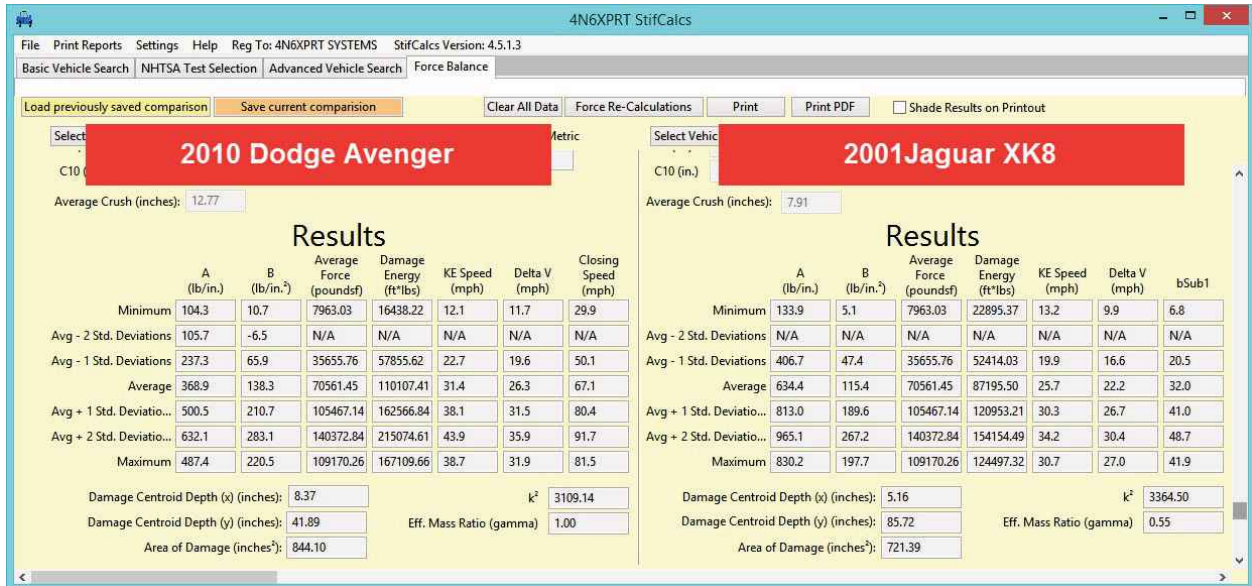 4N6XPRT StifCalcs
File Print Reports Settings Help Reg To: 4N6XPRT SYSTEMS StifCalcs Version: 4.5.1.3
Basic Vehicle Search NHTSA Test Selection Advanced Vehicle Search Force Balance
Load previously saved comparison Save current comparision Clear All Data Force Re-Calculations Print Print PDF Shade Results on Printout
Select Metric
2010 Dodge Avenger
Average Crush (inches): 12.77
Results
A (lb/in.) B (lb/in.²) Average Force (poundsf) Damage Energy (ft*lbs) KE Speed (mph) Delta V (mph) Closing Speed (mph)
Minimum 104.3 10.7 7963.03 16438.22 12.1 11.7 29.9
Avg - 2 Std. Deviations 105.7 -6.5 N/A N/A N/A N/A N/A
Avg - 1 Std. Deviations 237.3 65.9 35655.76 57855.62 22.7 19.6 50.1
Average 368.9 138.3 70561.45 110107.41 31.4 26.3 67.1
Avg + 1 Std. Deviatio... 500.5 210.7 105467.14 162566.84 38.1 31.5 80.4
Avg + 2 Std. Deviatio... 632.1 283.1 140372.84 215074.61 43.9 35.9 91.7
Maximum 487.4 220.5 109170.26 167109.66 38.7 31.9 81.5
Damage Centroid Depth (x) (inches): 8.37 k² 3109.14
Damage Centroid Depth (y) (inches): 41.89 Eff. Mass Ratio (gamma) 1.00
Area of Damage (inches²): 844.10
Select Vehic
2001Jaguar XK8
C10 (in.)
Average Crush (inches): 7.91
Results
A (lb/in.) B (lb/in.²) Average Force (poundsf) Damage Energy (ft*lbs) KE Speed (mph) Delta V (mph) bSub1
Minimum 133.9 5.1 7963.03 22895.37 13.2 9.9 6.8
Avg - 2 Std. Deviations N/A N/A N/A N/A N/A N/A N/A
Avg - 1 Std. Deviations 406.7 47.4 35655.76 52414.03 19.9 16.6 20.5
Average 634.4 115.4 70561.45 87195.50 25.7 22.2 32.0
Avg + 1 Std. Deviatio... 813.0 189.6 105467.14 120953.21 30.3 26.7 41.0
Avg + 2 Std. Deviatio... 965.1 267.2 140372.84 154154.49 34.2 30.4 48.7
Maximum 830.2 197.7 109170.26 124497.32 30.7 27.0 41.9
Damage Centroid Depth (x) (inches): 5.16 k² 3364.50
Damage Centroid Depth (y) (inches): 85.72 Eff. Mass Ratio (gamma) 0.55
Area of Damage (inches²): 721.39